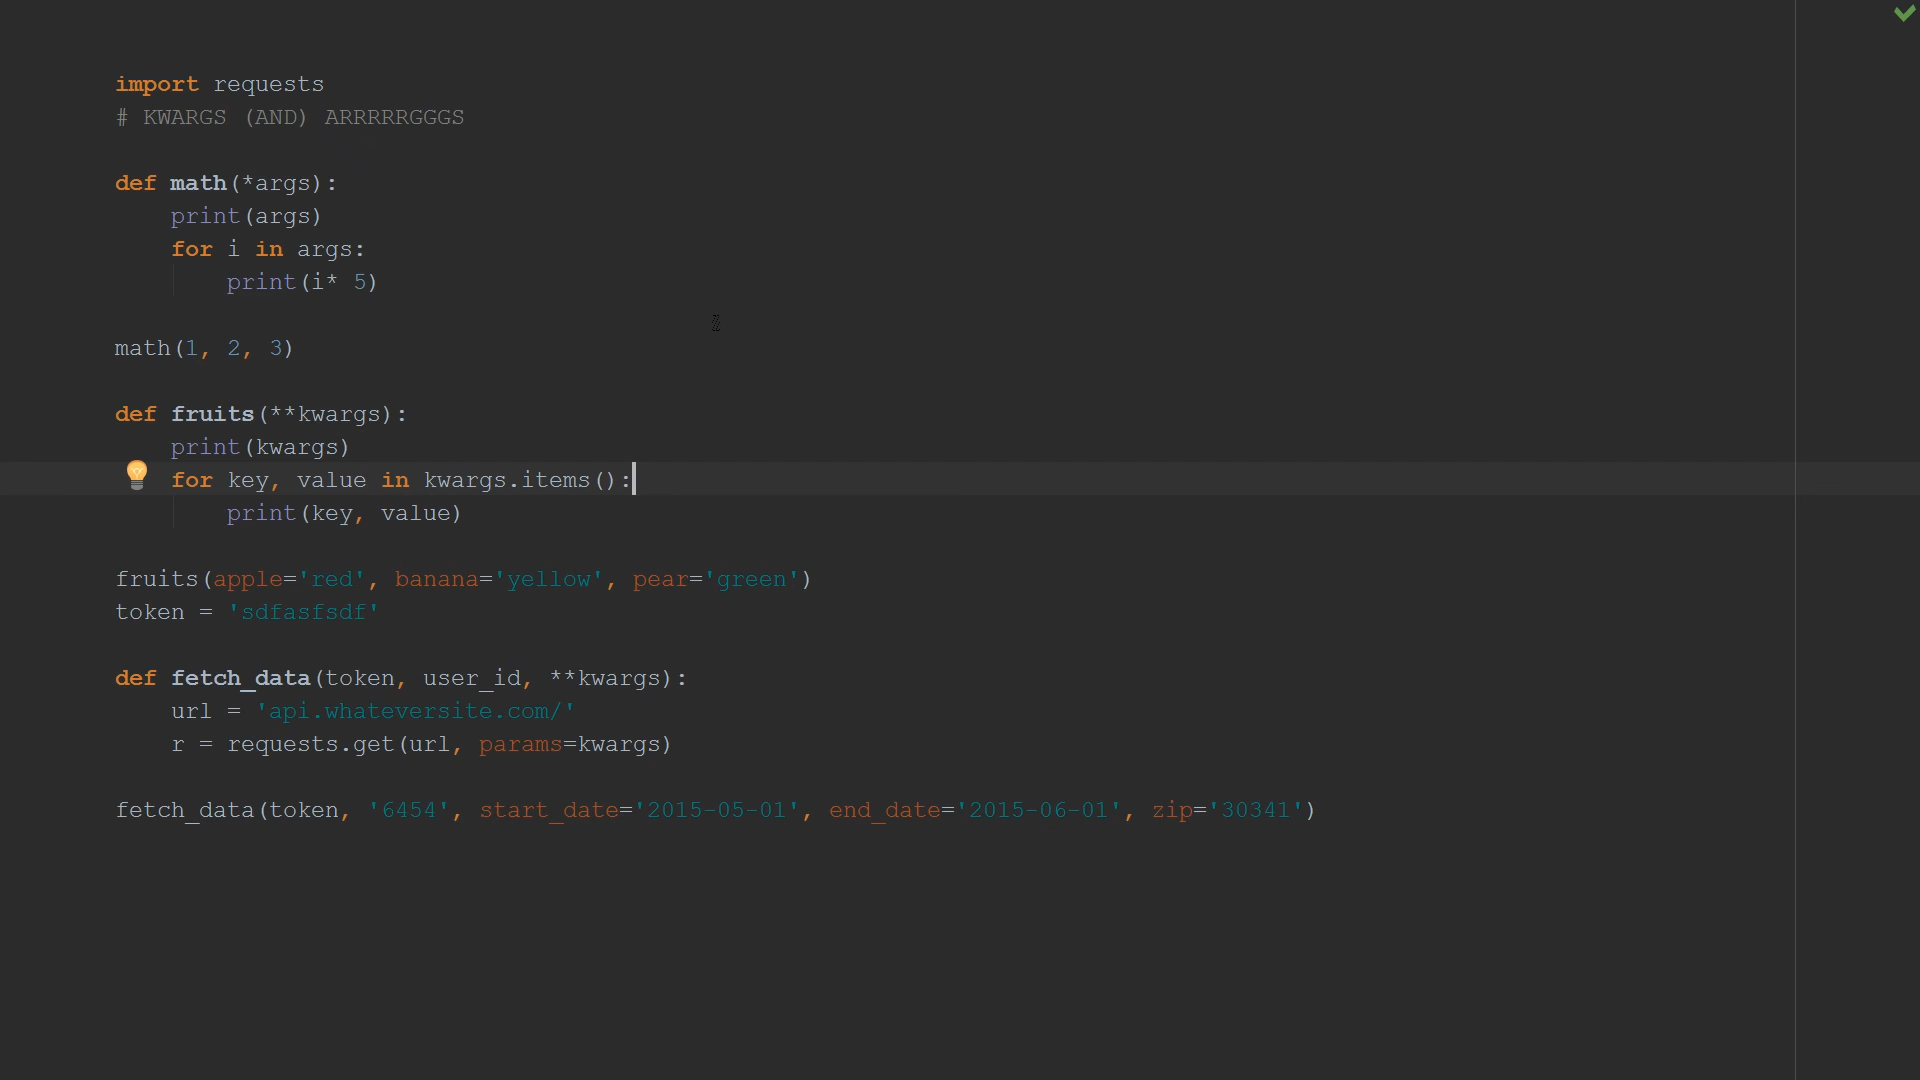 import requests
# KWARGS (AND) ARRRRRGGGS
def math(*args):
    print(args)
    for i in args:
        print(i* 5)
math(1, 2, 3)
def fruits(**kwargs):
    print(kwargs)
    for key, value in kwargs.items():
        print(key, value)
fruits(apple='red', banana='yellow', pear='green')
token = 'sdfasfsdf'
def fetch_data(token, user_id, **kwargs):
    url = 'api.whateversite.com/'
    r = requests.get(url, params=kwargs)
fetch_data(token, '6454', start_date='2015-05-01', end_date='2015-06-01', zip='30341')